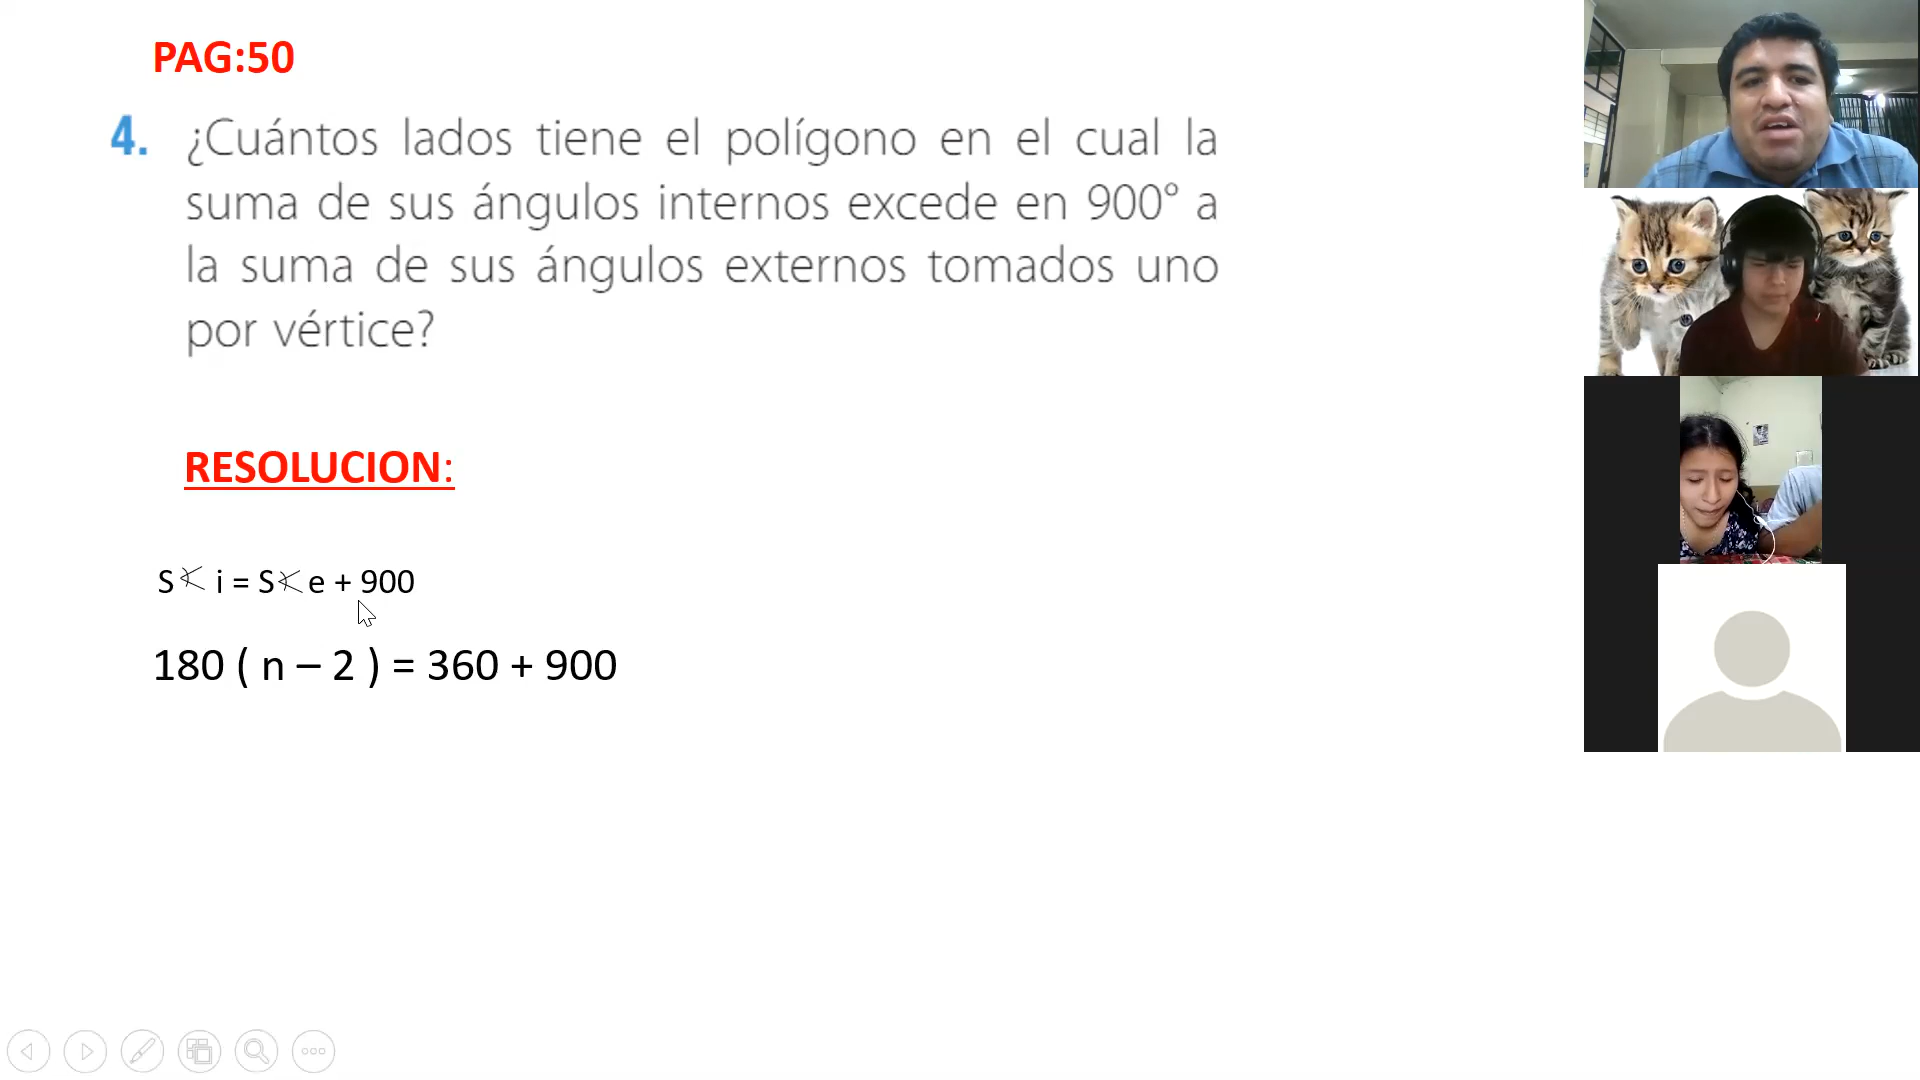 PAG:50
4. ¿Cuántos lados tiene el polígono en el cual la
suma de sus ángulos internos excede en 900° a
la suma de sus ángulos externos tomados uno
por vértice?
RESOLUCION:
S∢ i = S∢ e + 900
180 ( n – 2 ) = 360 + 900